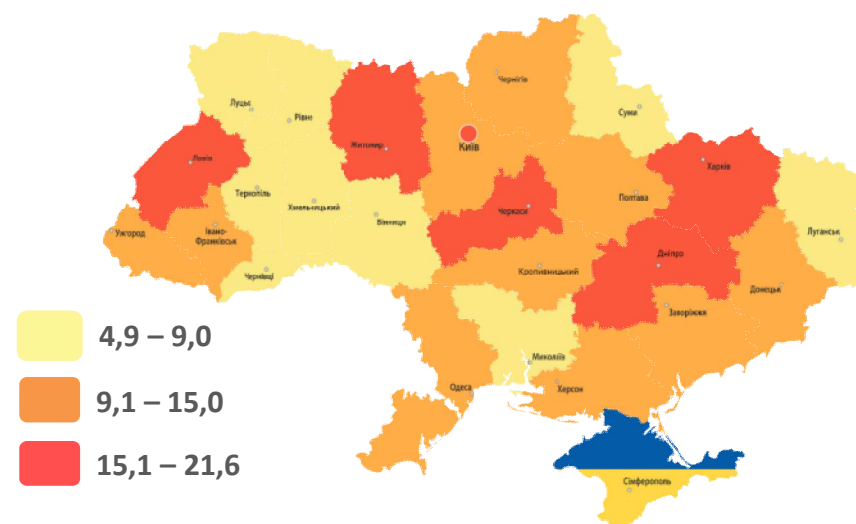 Чернігів
Луцьк
Рівне
Суми
Житомир
Київ
Львів
Харків
Тернопіль
Хмельницький
Полтава
Черкаси
Вінниця
Ужгород
Івано-
Франківськ
Луганськ
Дніпро
Чернівці
Кропивницький
Донецьк
Запоріжжя
4,9 – 9,0
Миколаїв
Одеса
Херсон
9,1 – 15,0
15,1 – 21,6
Сімферополь